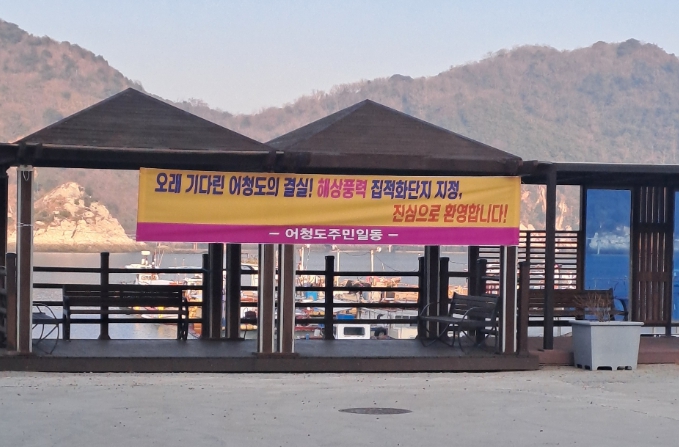 오래 기다린 어청도의 결실! 해상풍력 집적화단지 지정,
진심으로 환영합니다!
- 어청도주민일동 -